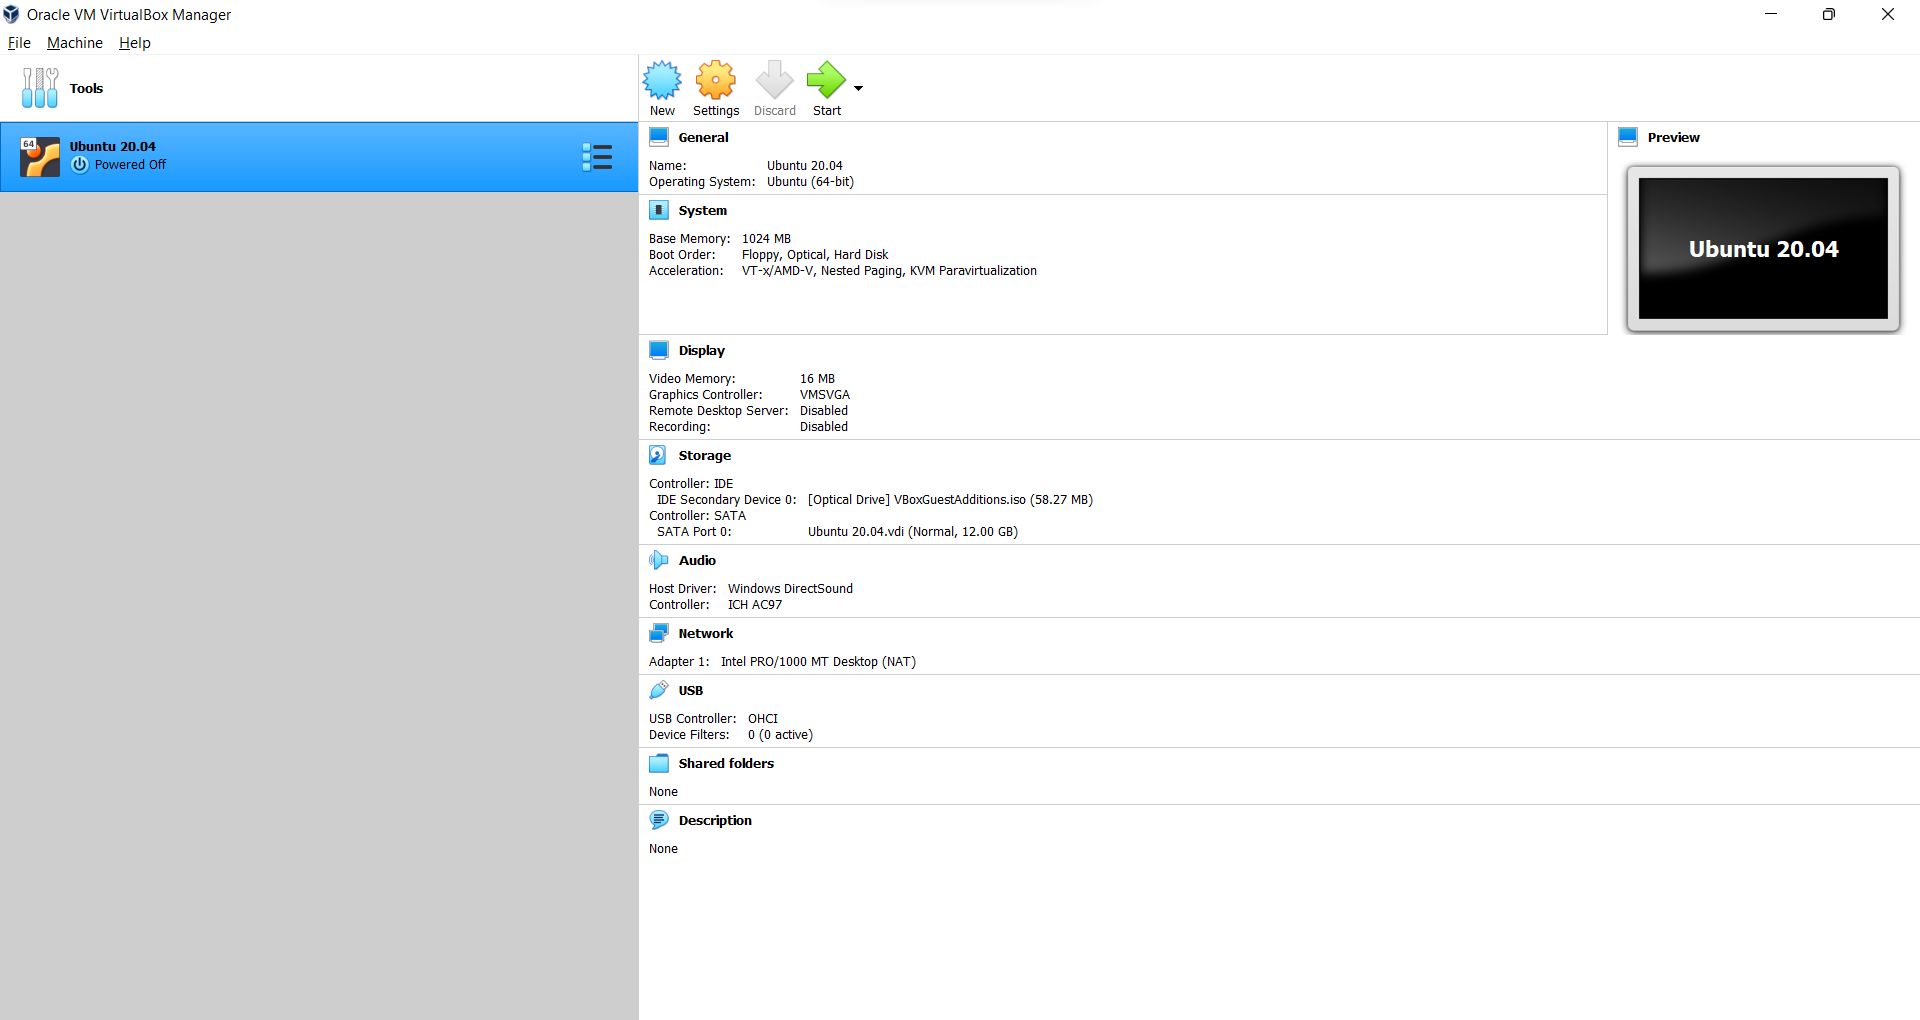 Oracle VM VirtualBox Manager
File Machine Help
Tools
New Settings Discard Start
64
Ubuntu 20.04
Powered Off
General
Name: Ubuntu 20.04
Operating System: Ubuntu (64-bit)
Preview
Ubuntu 20.04
System
Base Memory: 1024 MB
Boot Order: Floppy, Optical, Hard Disk
Acceleration: VT-x/AMD-V, Nested Paging, KVM Paravirtualization
Display
Video Memory: 16 MB
Graphics Controller: VMSVGA
Remote Desktop Server: Disabled
Recording: Disabled
Storage
Controller: IDE
IDE Secondary Device 0: [Optical Drive] VBoxGuestAdditions.iso (58.27 MB)
Controller: SATA
SATA Port 0: Ubuntu 20.04.vdi (Normal, 12.00 GB)
Audio
Host Driver: Windows DirectSound
Controller: ICH AC97
Network
Adapter 1: Intel PRO/1000 MT Desktop (NAT)
USB
USB Controller: OHCI
Device Filters: 0 (0 active)
Shared folders
None
Description
None